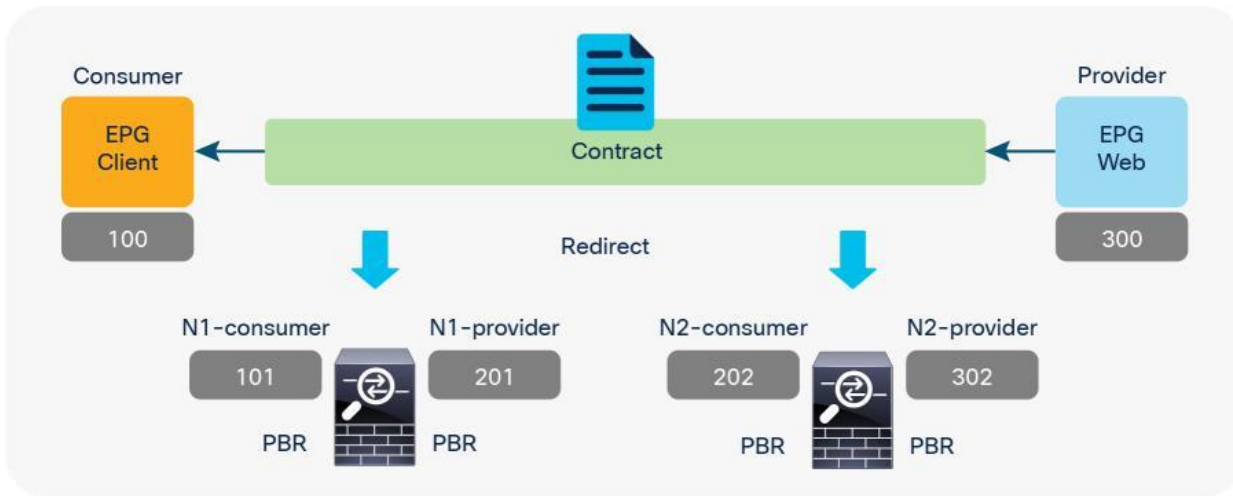 Consumer
Provider
EPG
Client
Contract
EPG
Web
100
Redirect
300
N1-consumer
N1-provider
N2-consumer
N2-provider
101
201
202
302
PBR
PBR
PBR
PBR